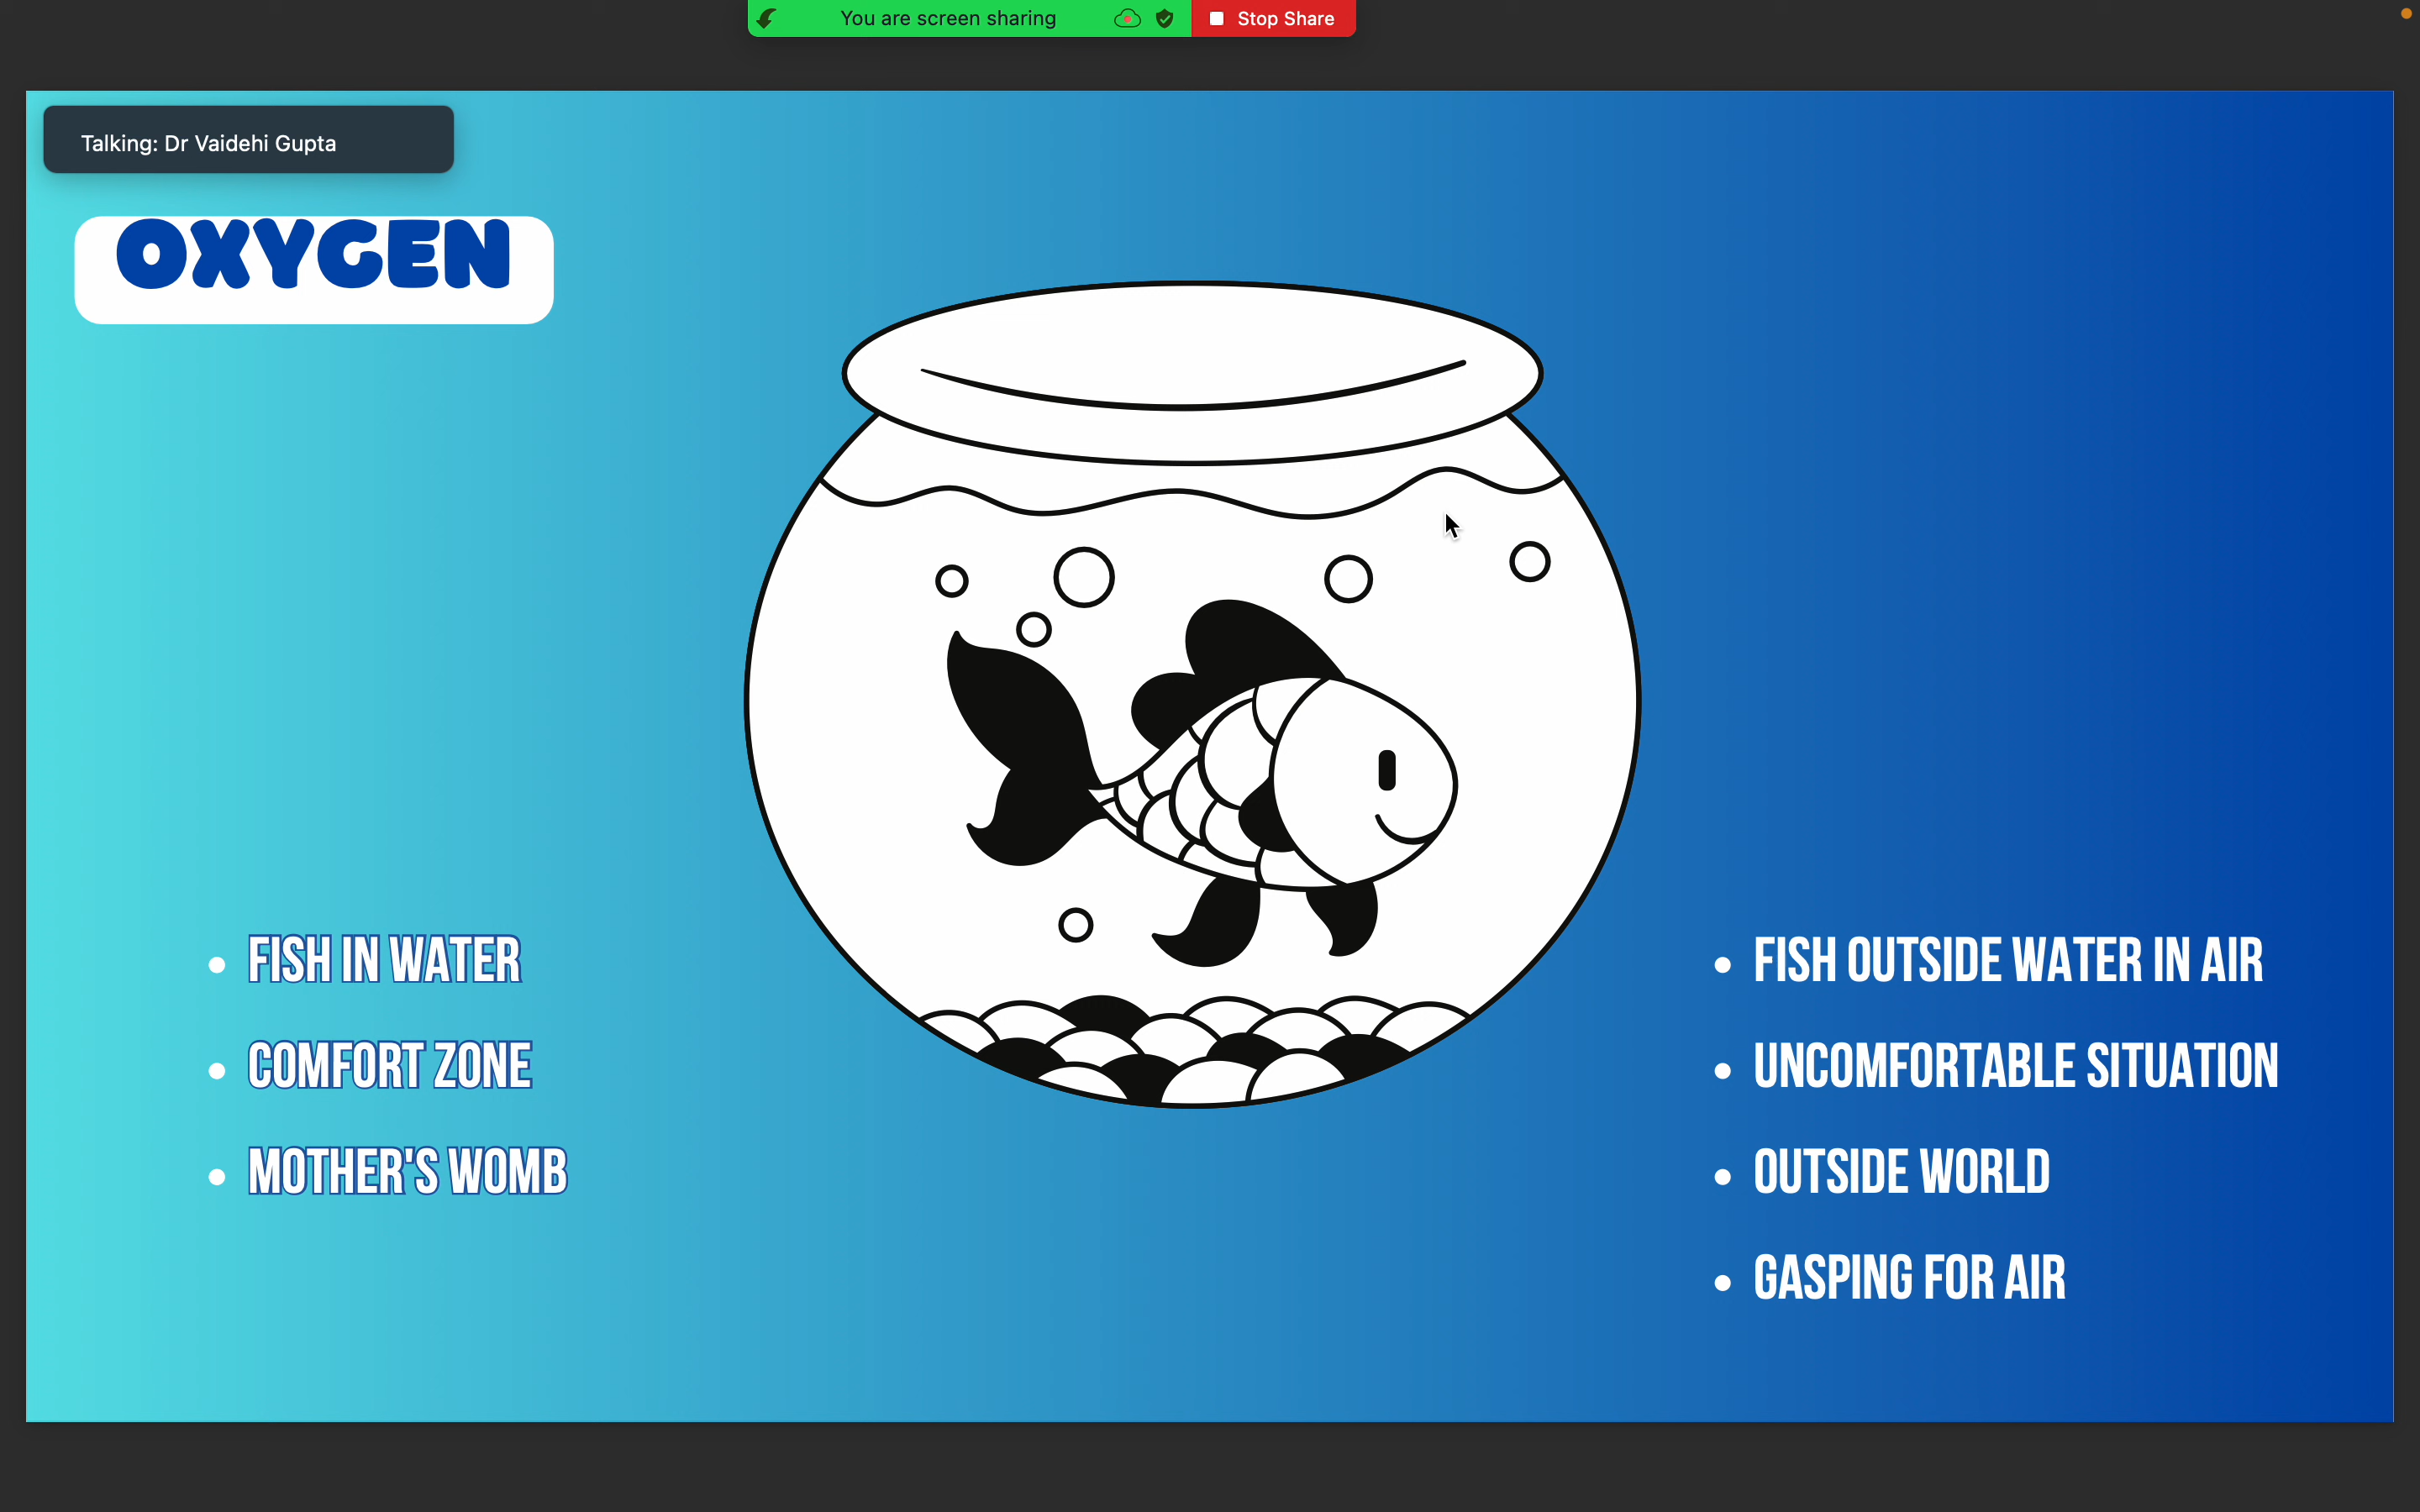 You are screen sharing
Stop Share
Talking: Dr Vaidehi Gupta
OXYGEN
FISH IN WATER
COMFORT ZONE
MOTHER'S WOMB
FISH OUTSIDE WATER IN AIR
UNCOMFORTABLE SITUATION
OUTSIDE WORLD
GASPING FOR AIR